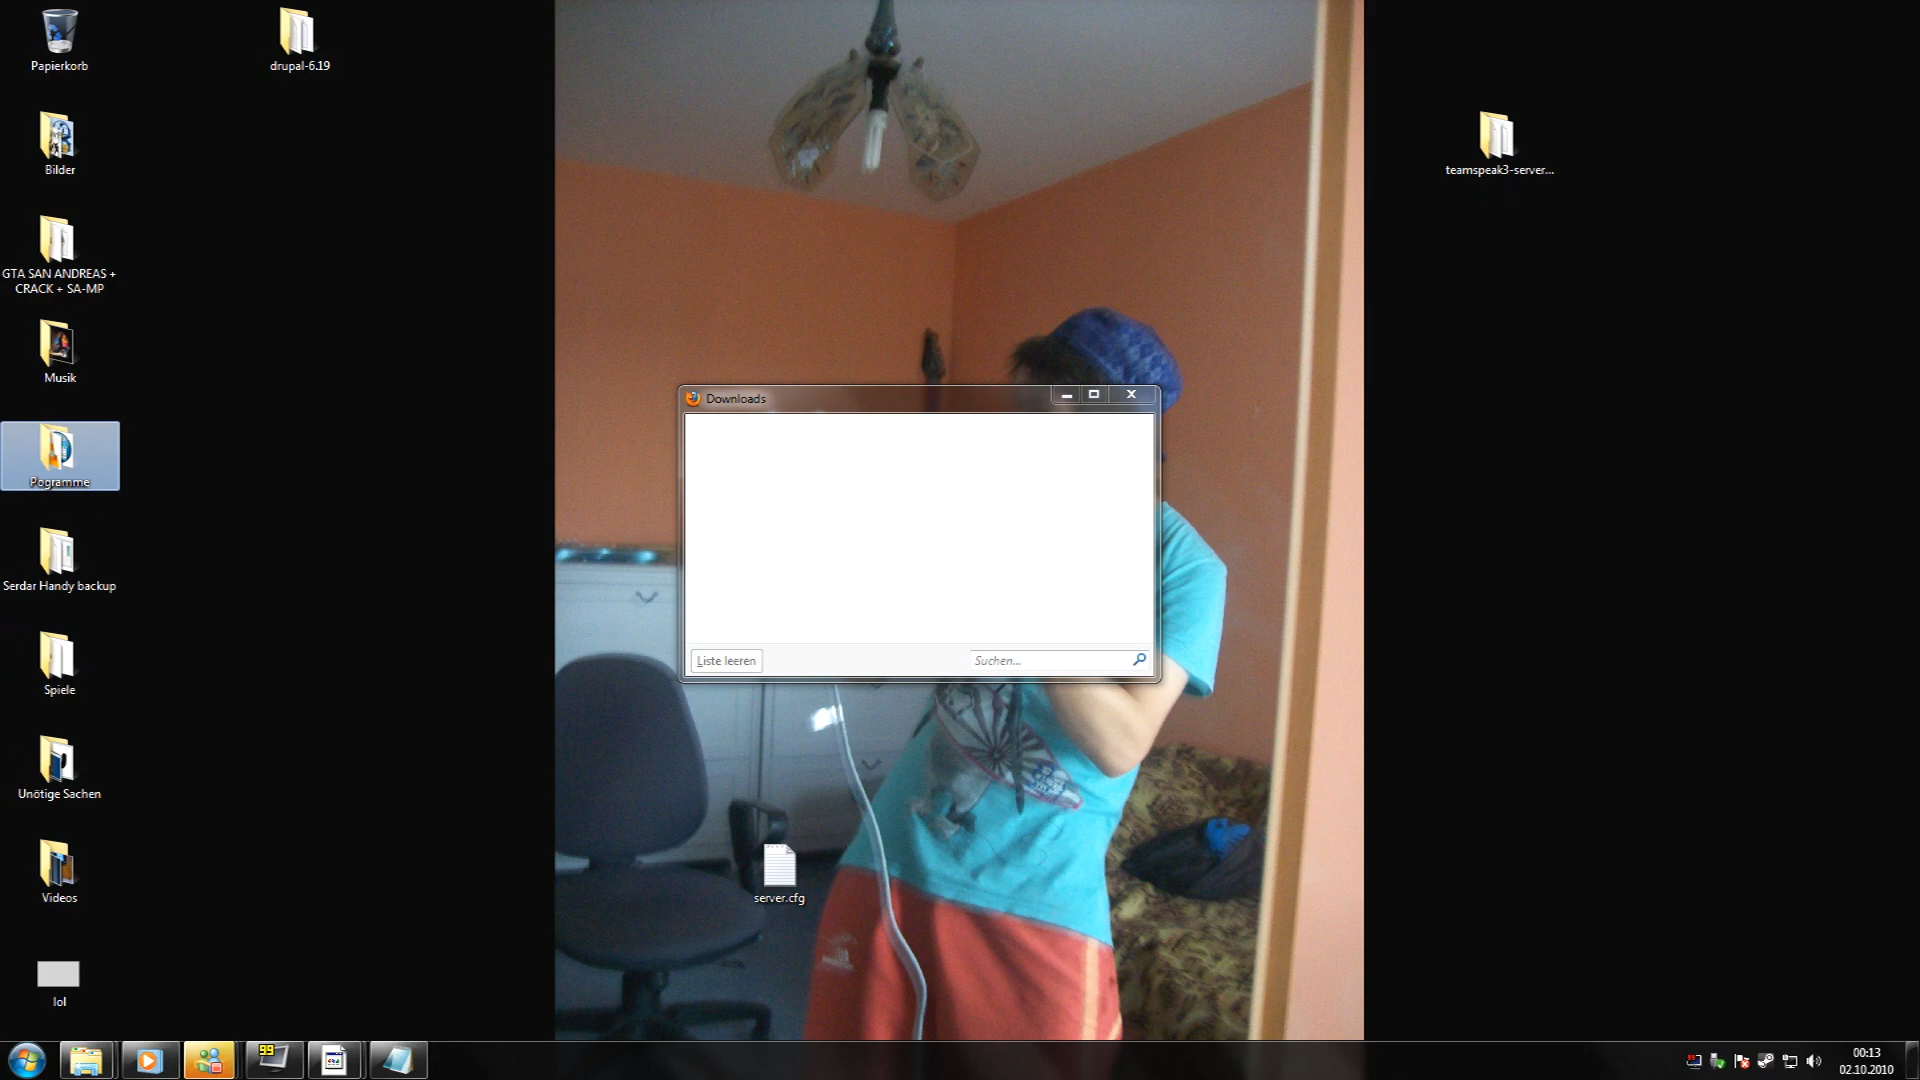 Papierkorb
drupal-6.19
Bilder
teamspeak3-server...
GTA SAN ANDREAS +
CRACK + SA-MP
Musik
Downloads
Pogramme
Serdar Handy backup
Liste leeren
Suchen...
Spiele
Unötige Sachen
Videos
server.cfg
lol
99
00:13
02.10.2010